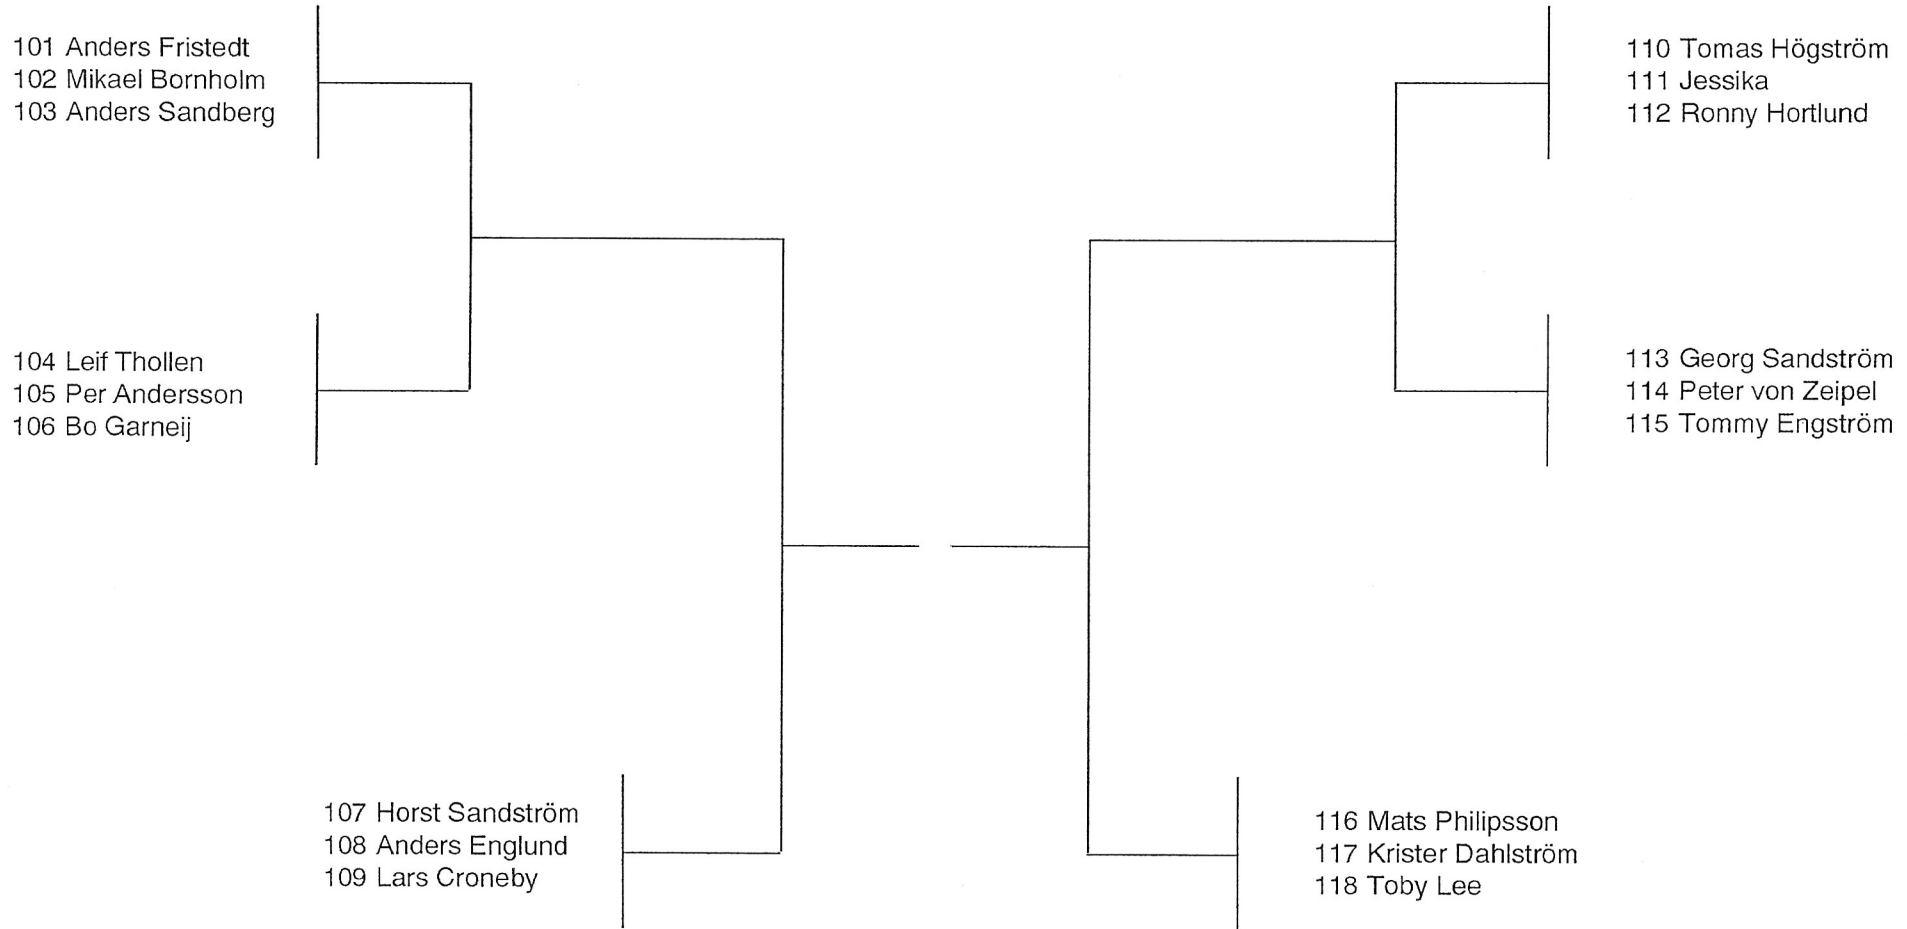 101 Anders Fristedt
102 Mikael Bornholm
103 Anders Sandberg
110 Tomas Högström
111 Jessika
112 Ronny Hortlund
104 Leif Thollen
105 Per Andersson
106 Bo Garneij
113 Georg Sandström
114 Peter von Zeipel
115 Tommy Engström
107 Horst Sandström
108 Anders Englund
109 Lars Croneby
116 Mats Philipsson
117 Krister Dahlström
118 Toby Lee